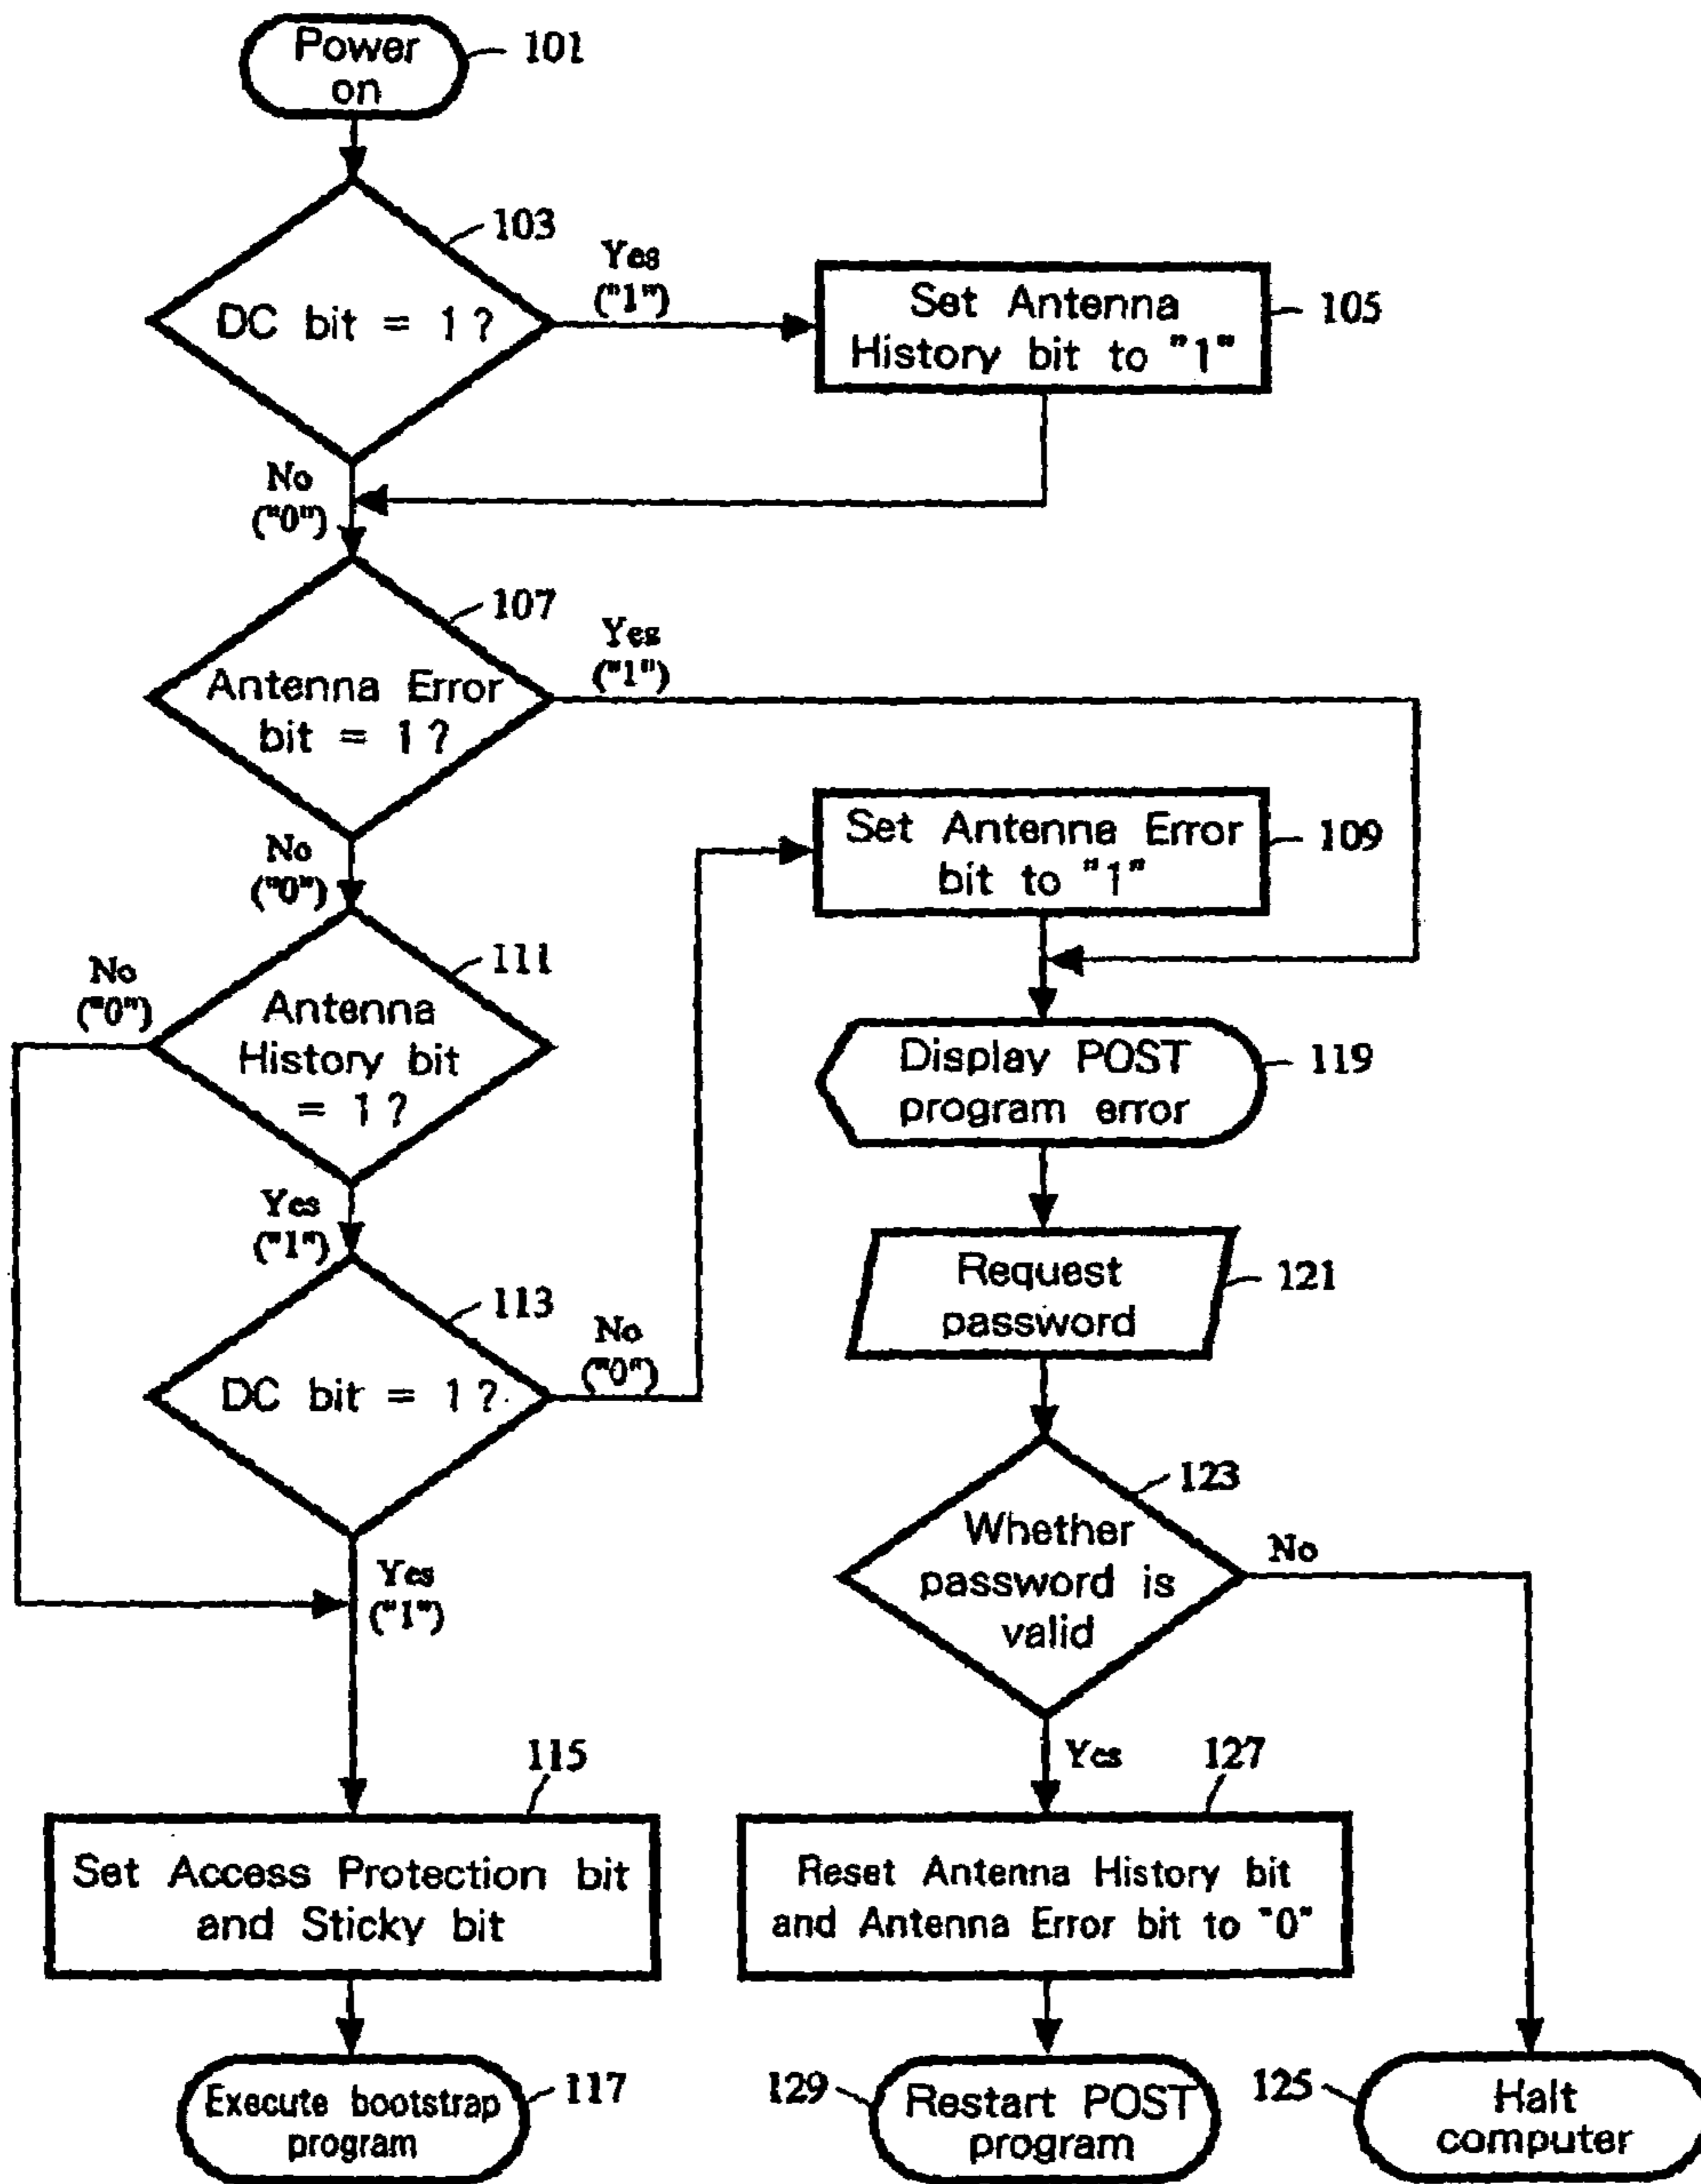 Power
on
101
103
DC bit = 1?
Yes
("1")
Set Antenna
History bit to "1"
105
No
("0")
107
Antenna Error
bit = 1?
Yes
("1")
Set Antenna Error
bit to "1"
109
No
("0")
111
No
("0")
Antenna
History bit
= 1?
Display POST
program error
119
Yes
("1")
Request
password
121
113
DC bit = 1?
No
("0")
123
Whether
password is
valid
No
Yes
("1")
Yes
115
Set Access Protection bit
and Sticky bit
127
Reset Antenna History bit
and Antenna Error bit to "0"
Execute bootstrap
program
117
129
Restart POST
program
125
Halt
computer